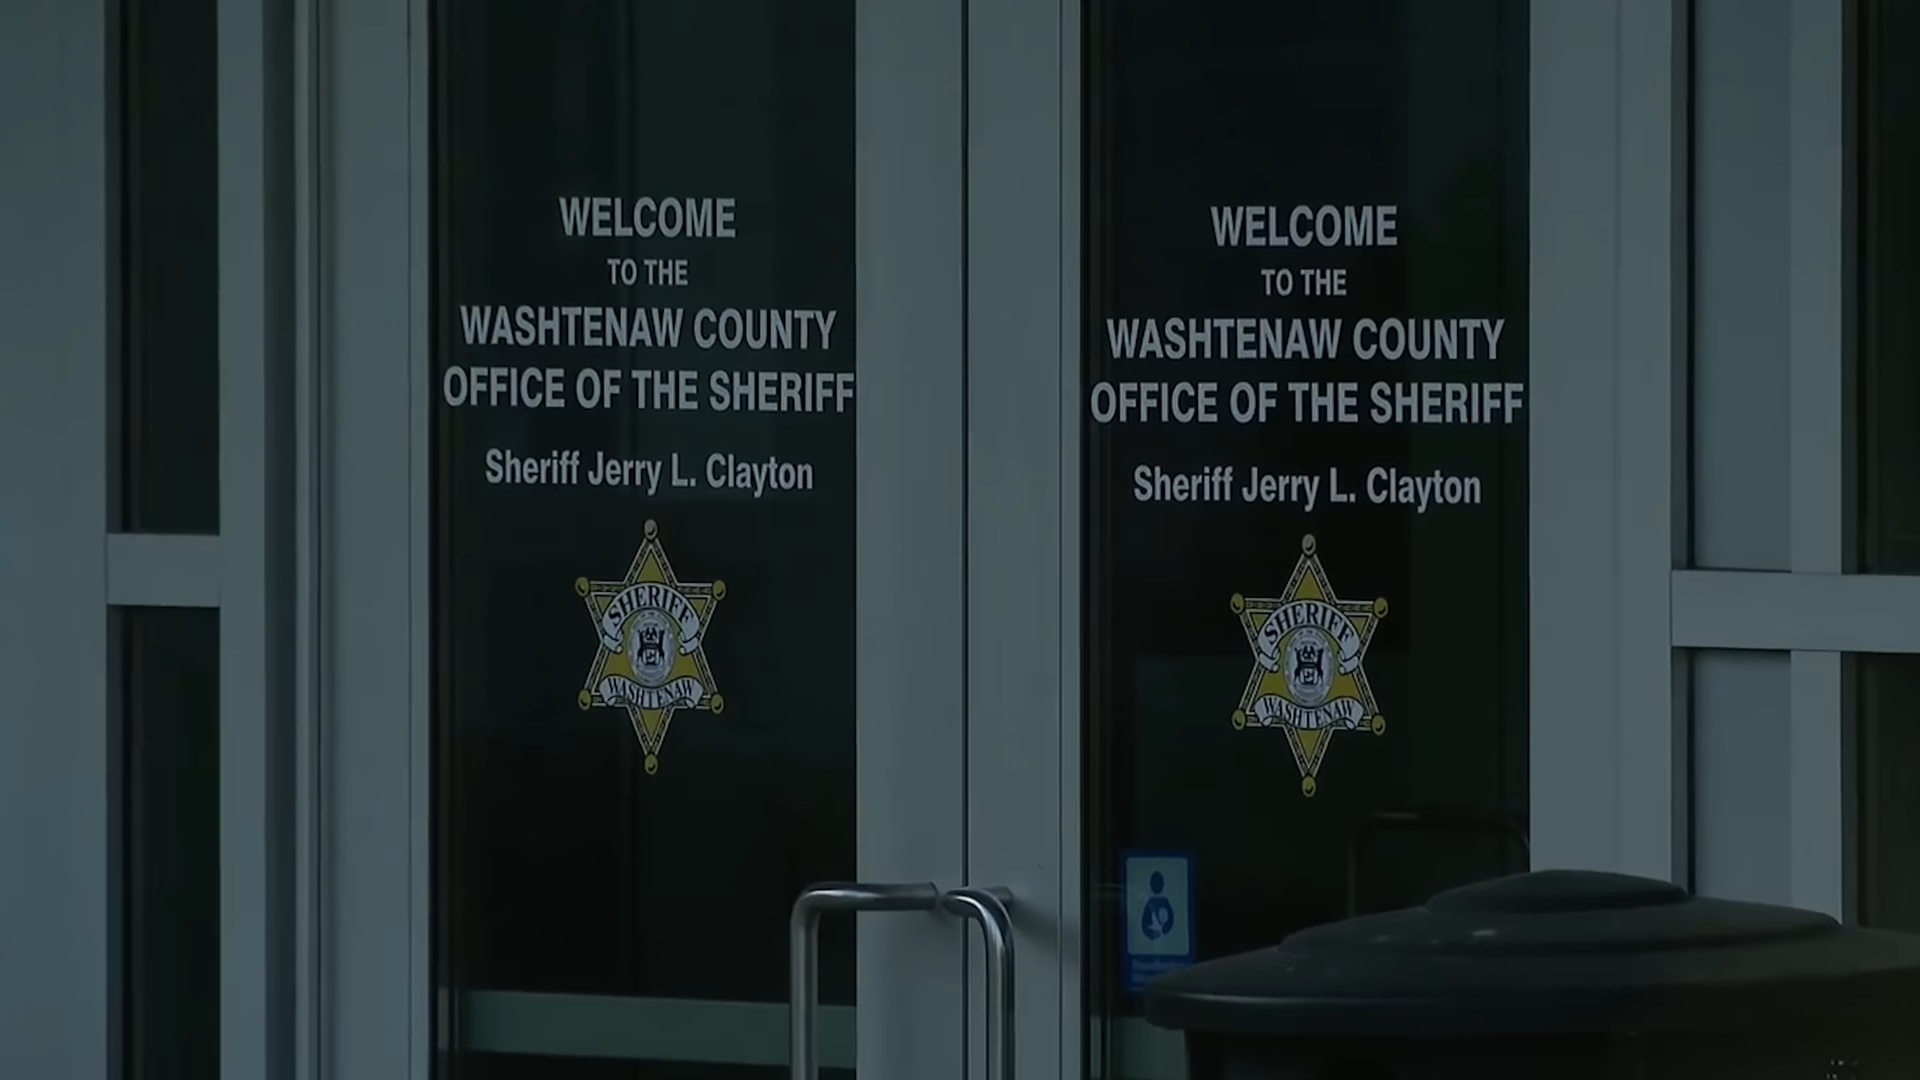 WELCOME
TO THE
WASHTENAW COUNTY
OFFICE OF THE SHERIFF
Sheriff Jerry L. Clayton
SHERIFF
WASHTENAW
WELCOME
TO THE
WASHTENAW COUNTY
OFFICE OF THE SHERIFF
Sheriff Jerry L. Clayton
SHERIFF
WASHTENAW